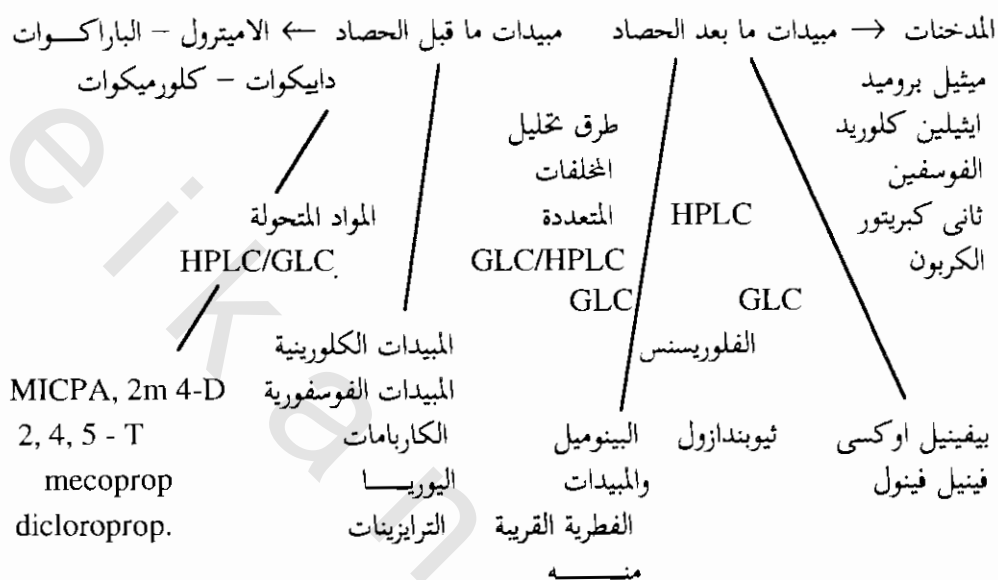 المدخنات → مبيدات ما بعد الحصاد مبيدات ما قبل الحصاد ← الاميترول – الباراكوات
ميثيل بروميد دايكوات – كلورميكوات
ايثيلين كلوريد طرق تحليل
الفوسفين المخلفات
ثانى كبريتور HPLC المتعددة المواد المتحولة
الكربون GLC/HPLC HPLC/GLC
GLC GLC
الفلوريسنس المبيدات الكلورينية
المبيدات الفوسفورية MICPA, 2m 4-D
بيفينيل اوكسى ثيوبندازول البينوميل الكاربامات 2, 4, 5 - T
فينيل فينول والمبيدات اليوريا mecoprop
الفطرية القريبة الترايزينات dicloroprop.
منه
eikan